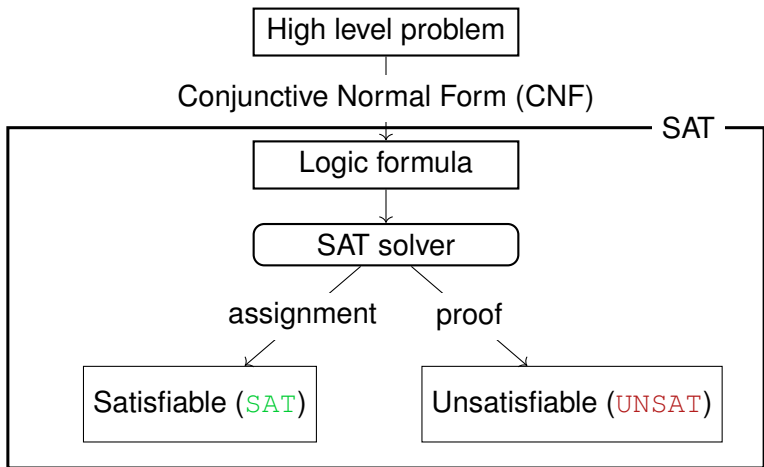 High level problem
Conjunctive Normal Form (CNF)
SAT
Logic formula
SAT solver
assignment
proof
Satisfiable (SAT)
Unsatisfiable (UNSAT)